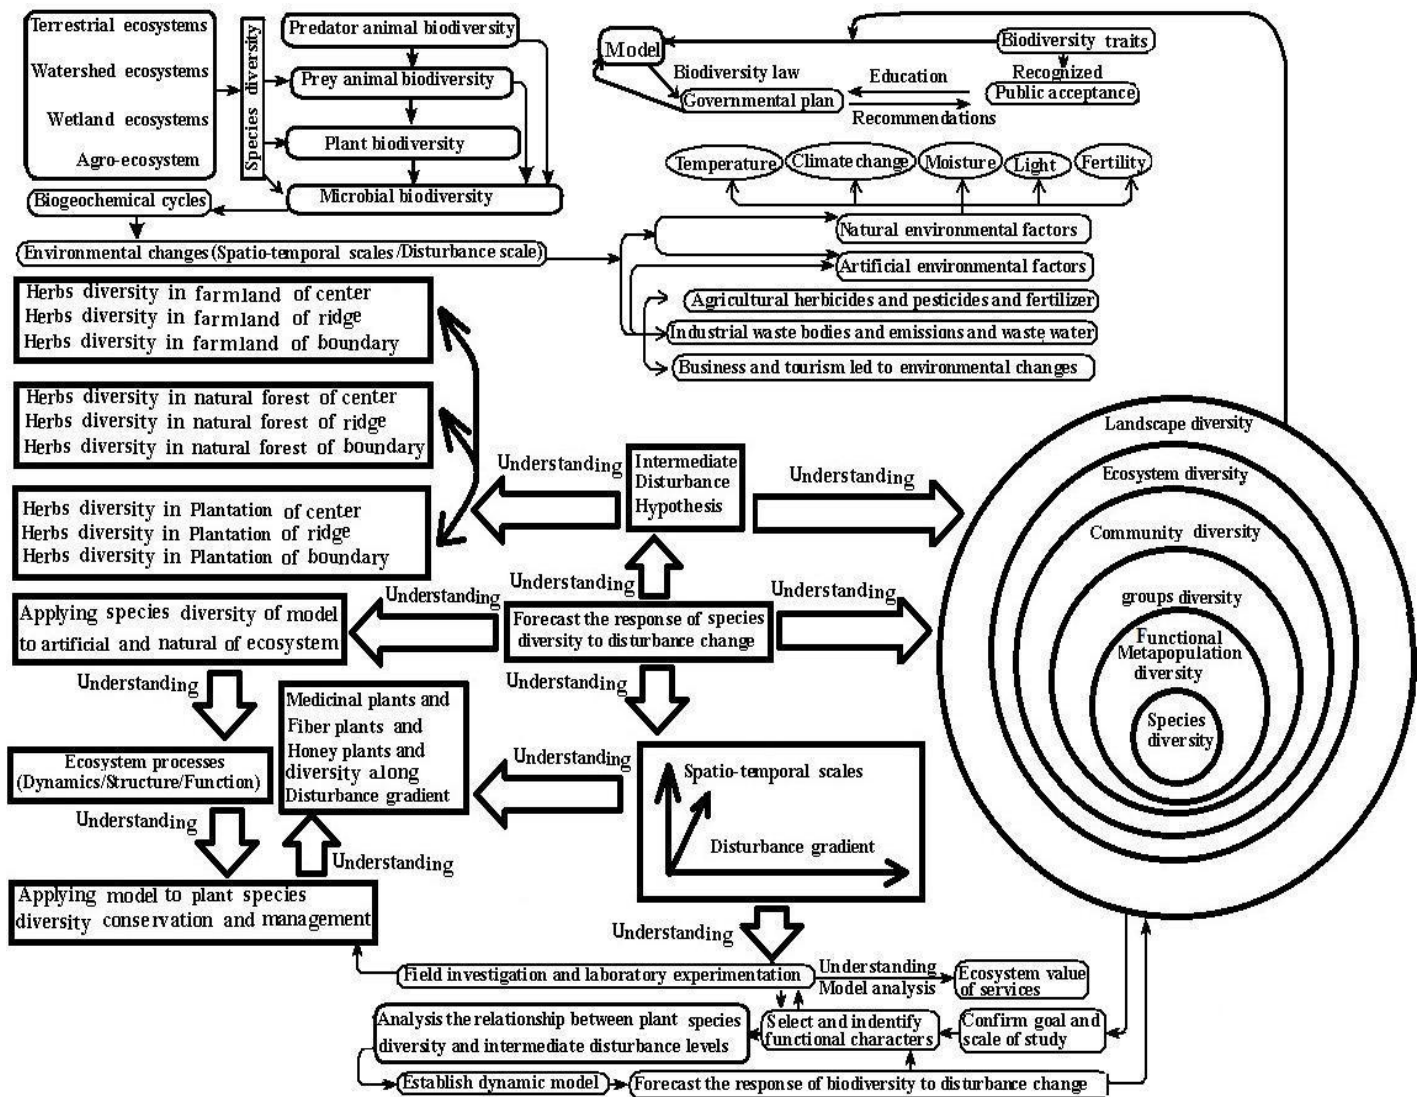 Terrestrial ecosystems
Watershed ecosystems
Wetland ecosystems
Agro-ecosystem
Species diversity
Predator animal biodiversity
Prey animal biodiversity
Plant biodiversity
Microbial biodiversity
Biogeochemical cycles
Environmental changes (Spatio-temporal scales /Disturbance scale)
Model
Biodiversity traits
Biodiversity law
Education
Recognized
Governmental plan
Public acceptance
Recommendations
Temperature
Climate change
Moisture
Light
Fertility
Natural environmental factors
Artificial environmental factors
Agricultural herbicides and pesticides and fertilizer
Industrial waste bodies and emissions and waste water
Business and tourism led to environmental changes
Herbs diversity in farmland of center
Herbs diversity in farmland of ridge
Herbs diversity in farmland of boundary
Herbs diversity in natural forest of center
Herbs diversity in natural forest of ridge
Herbs diversity in natural forest of boundary
Herbs diversity in Plantation of center
Herbs diversity in Plantation of ridge
Herbs diversity in Plantation of boundary
Understanding
Intermediate
Disturbance
Hypothesis
Understanding
Landscape diversity
Ecosystem diversity
Community diversity
groups diversity
Functional
Metapopulation
diversity
Species
diversity
Understanding
Understanding
Understanding
Applying species diversity of model
to artificial and natural of ecosystem
Forecast the response of species
diversity to disturbance change
Understanding
Understanding
Medicinal plants and
Fiber plants and
Honey plants and
diversity along
Disturbance gradient
Understanding
Ecosystem processes
(Dynamics/Structure/Function)
Spatio-temporal scales
Disturbance gradient
Understanding
Understanding
Applying model to plant species
diversity conservation and management
Understanding
Field investigation and laboratory experimentation
Understanding
Model analysis
Ecosystem value
of services
Analysis the relationship between plant species
diversity and intermediate disturbance levels
Select and indentify
functional characters
Confirm goal and
scale of study
Establish dynamic model
Forecast the response of biodiversity to disturbance change